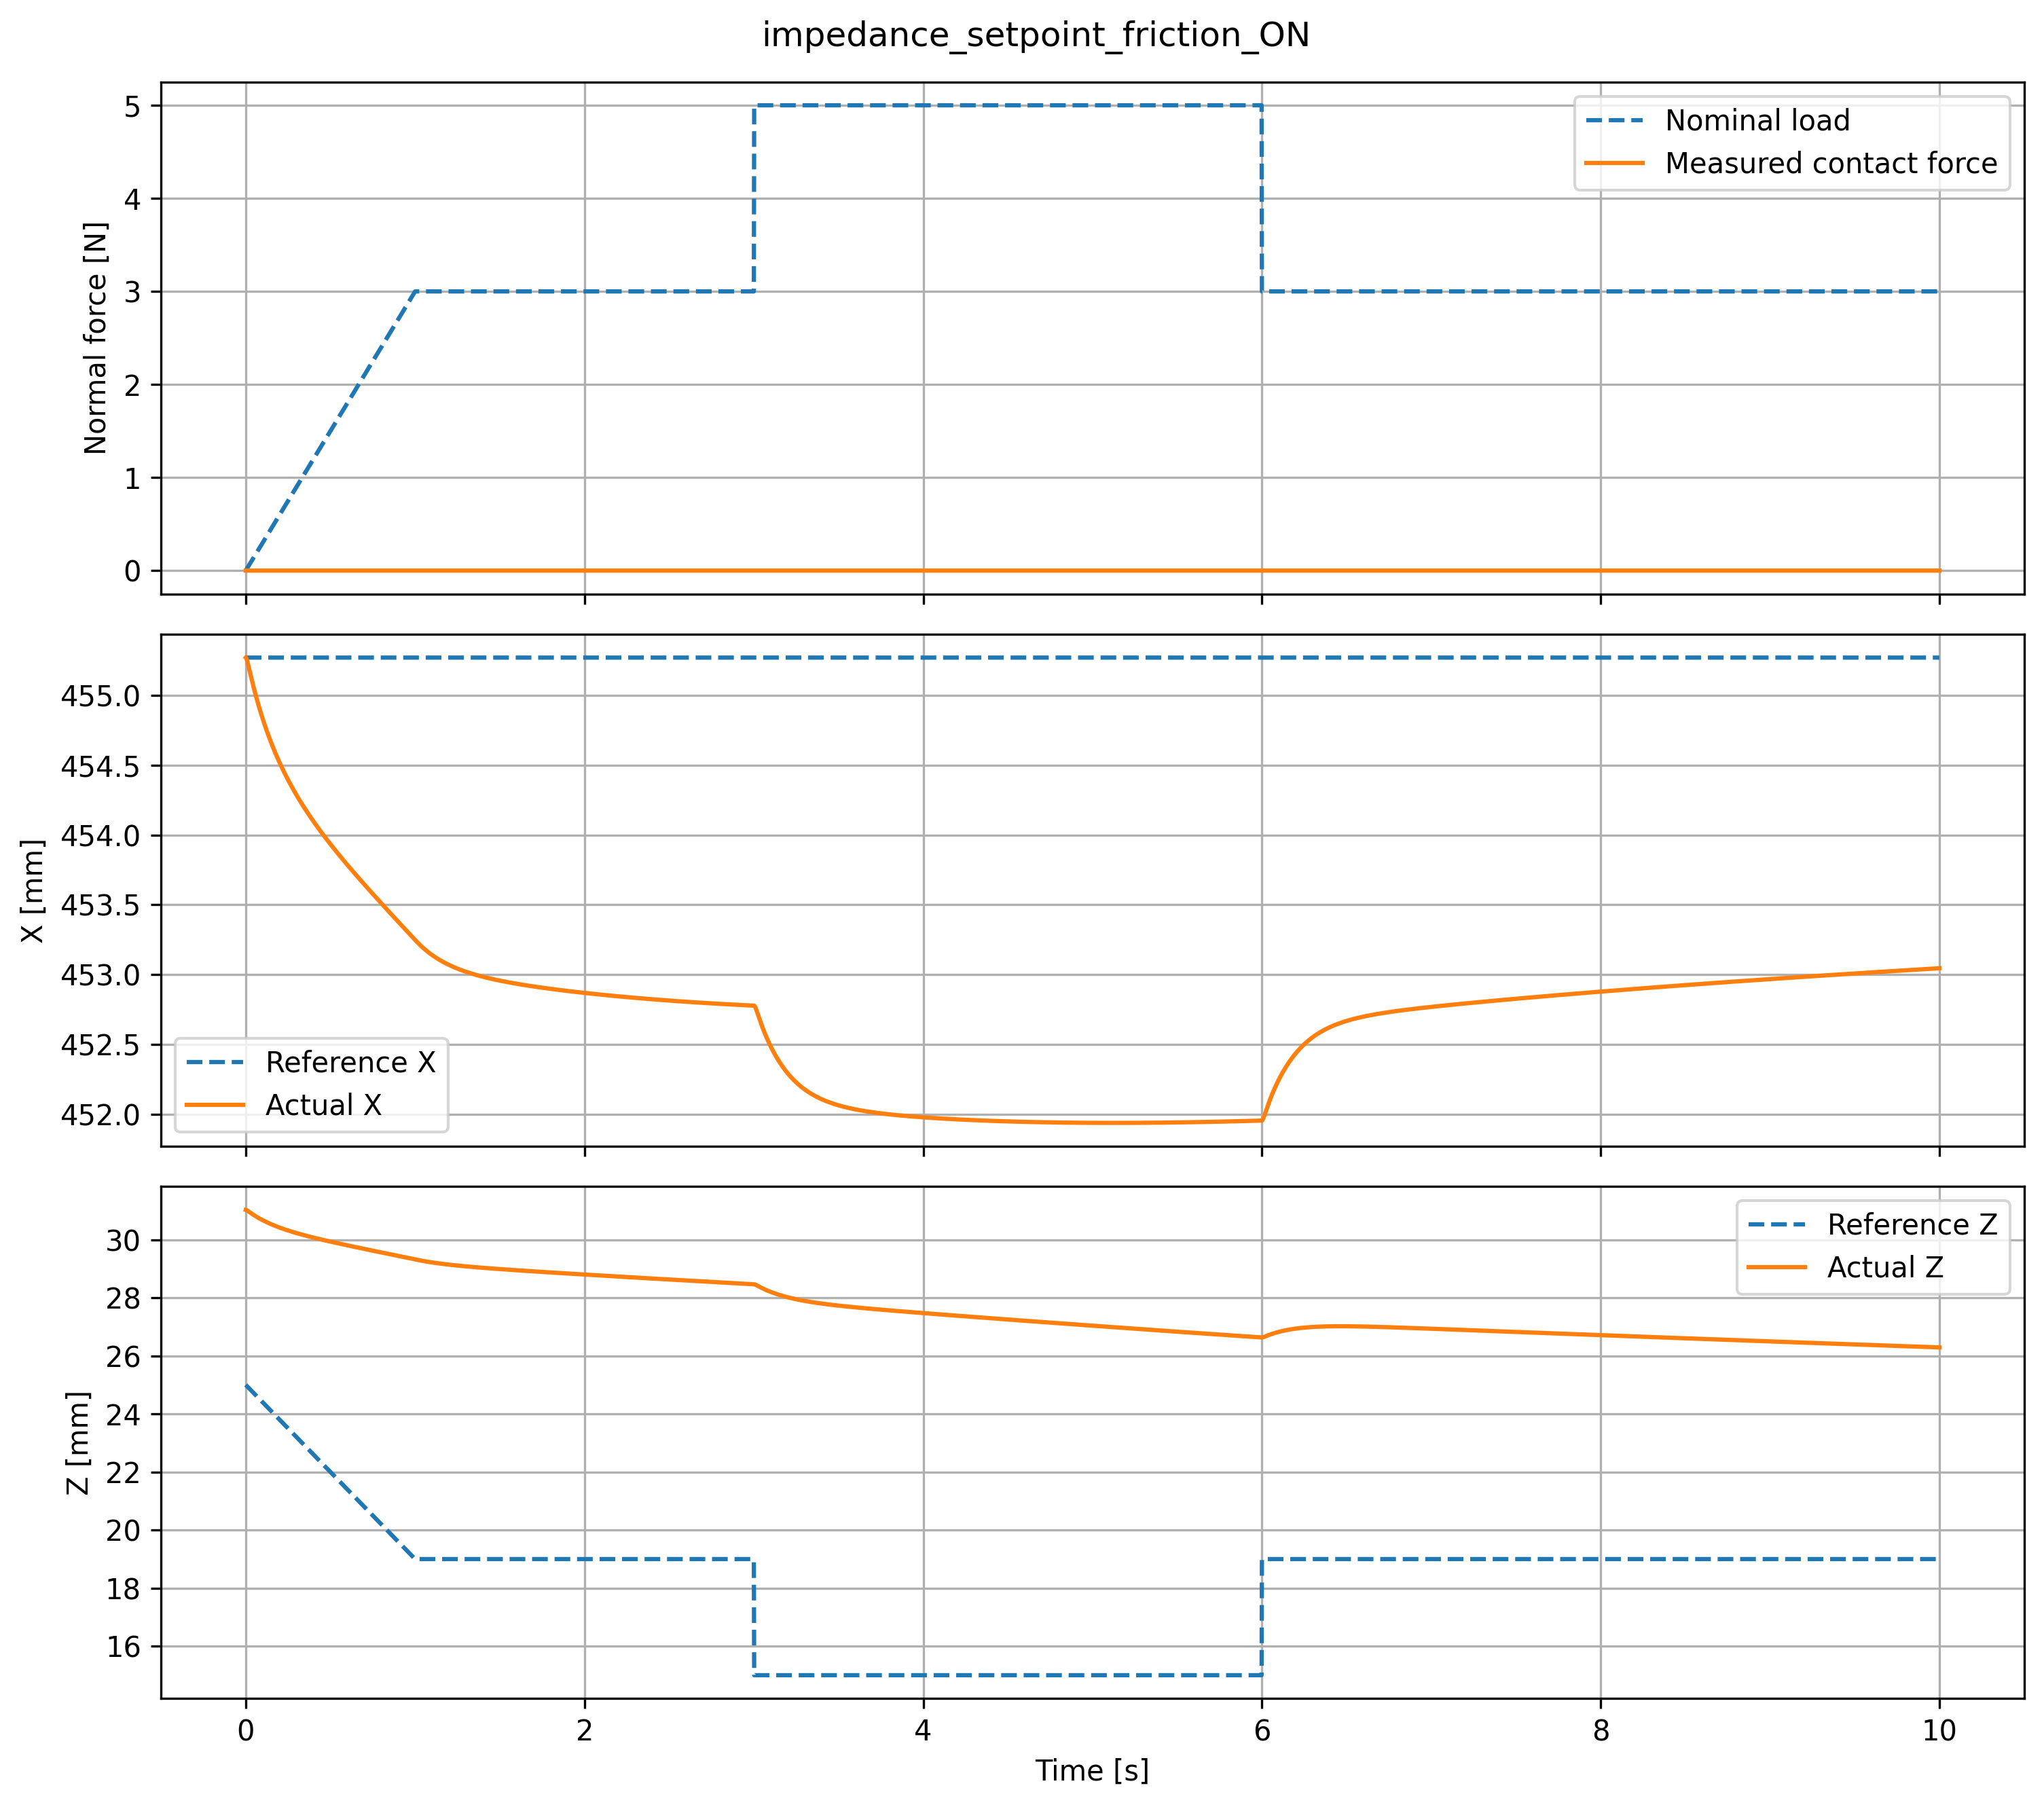 impedance_setpoint_friction_ON
Normal force [N]
5
4
3
2
1
0
Nominal load
Measured contact force
X [mm]
455.0
454.5
454.0
453.5
453.0
452.5
452.0
Reference X
Actual X
Z [mm]
30
28
26
24
22
20
18
16
Reference Z
Actual Z
0 2 4 6 8 10
Time [s]